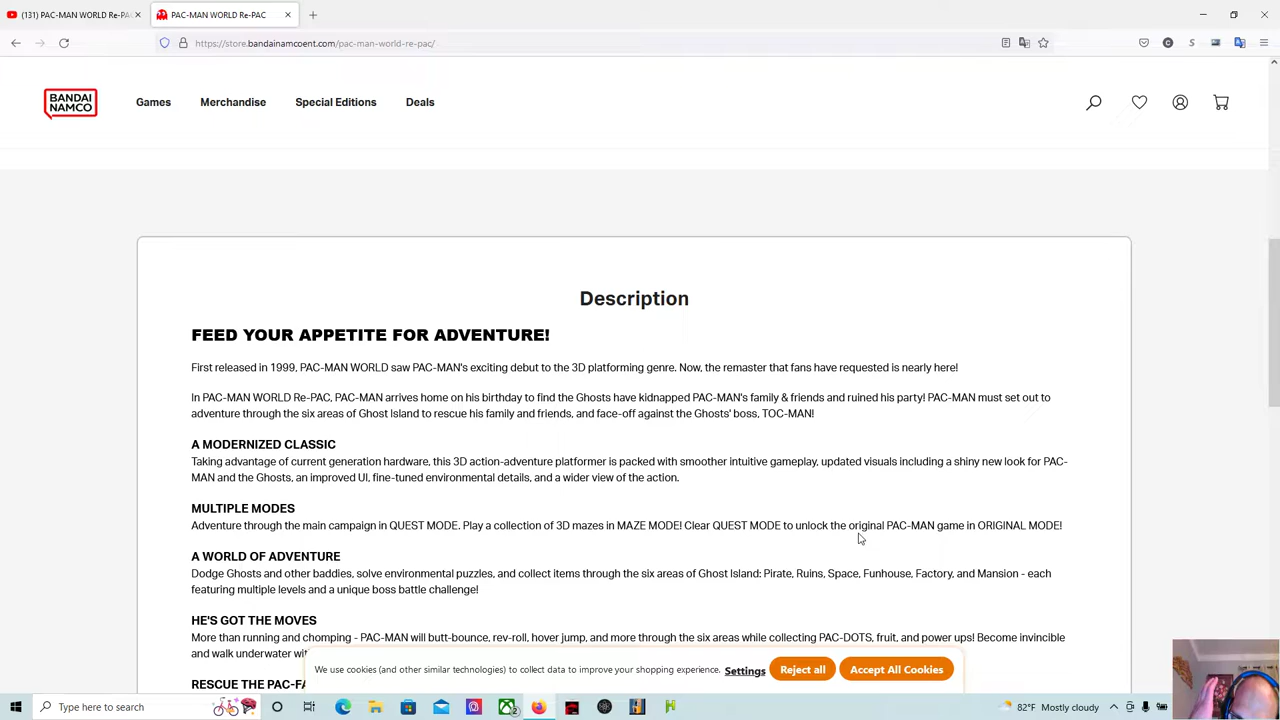 (131) PAC-MAN WORLD Re-PAC
PAC-MAN WORLD Re-PAC
https://store.bandainamcoent.com/pac-man-world-re-pac/
BANDAI
NAMCO
Games
Merchandise
Special Editions
Deals
Description
FEED YOUR APPETITE FOR ADVENTURE!
First released in 1999, PAC-MAN WORLD saw PAC-MAN's exciting debut to the 3D platforming genre. Now, the remaster that fans have requested is nearly here!
In PAC-MAN WORLD Re-PAC, PAC-MAN arrives home on his birthday to find the Ghosts have kidnapped PAC-MAN's family & friends and ruined his party! PAC-MAN must set out to
adventure through the six areas of Ghost Island to rescue his family and friends, and face-off against the Ghosts' boss, TOC-MAN!
A MODERNIZED CLASSIC
Taking advantage of current generation hardware, this 3D action-adventure platformer is packed with smoother intuitive gameplay, updated visuals including a shiny new look for PAC-
MAN and the Ghosts, an improved UI, fine-tuned environmental details, and a wider view of the action.
MULTIPLE MODES
Adventure through the main campaign in QUEST MODE. Play a collection of 3D mazes in MAZE MODE! Clear QUEST MODE to unlock the original PAC-MAN game in ORIGINAL MODE!
A WORLD OF ADVENTURE
Dodge Ghosts and other baddies, solve environmental puzzles, and collect items through the six areas of Ghost Island: Pirate, Ruins, Space, Funhouse, Factory, and Mansion - each
featuring multiple levels and a unique boss battle challenge!
HE'S GOT THE MOVES
More than running and chomping - PAC-MAN will butt-bounce, rev-roll, hover jump, and more through the six areas while collecting PAC-DOTS, fruit, and power ups! Become invincible
and walk underwater
RESCUE THE
We use cookies (and other similar technologies) to collect data to improve your shopping experience.
Settings
Reject all
Accept All Cookies
Type here to search
82°F Mostly cloudy